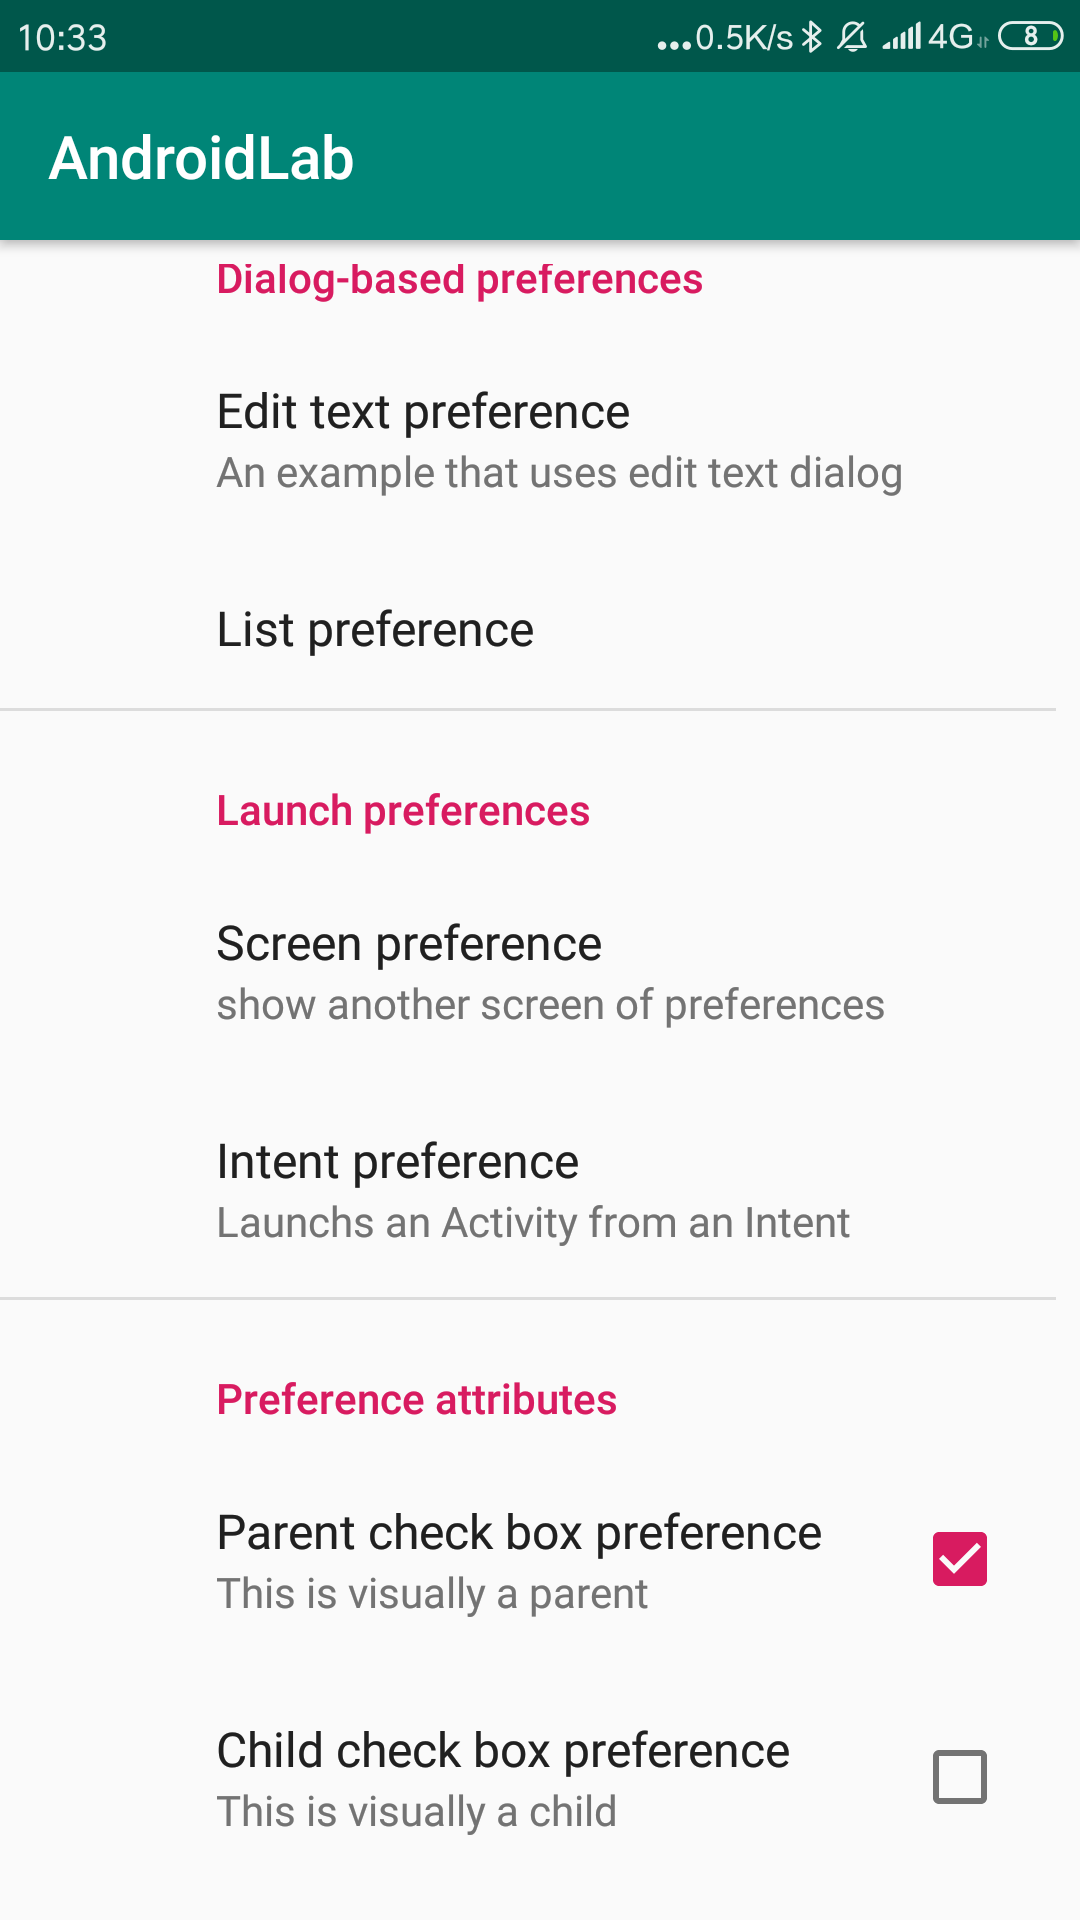 10:33
...0.5K/s 4G 8
AndroidLab
Dialog-based preferences
Edit text preference
An example that uses edit text dialog
List preference
Launch preferences
Screen preference
show another screen of preferences
Intent preference
Launchs an Activity from an Intent
Preference attributes
Parent check box preference
This is visually a parent
Child check box preference
This is visually a child